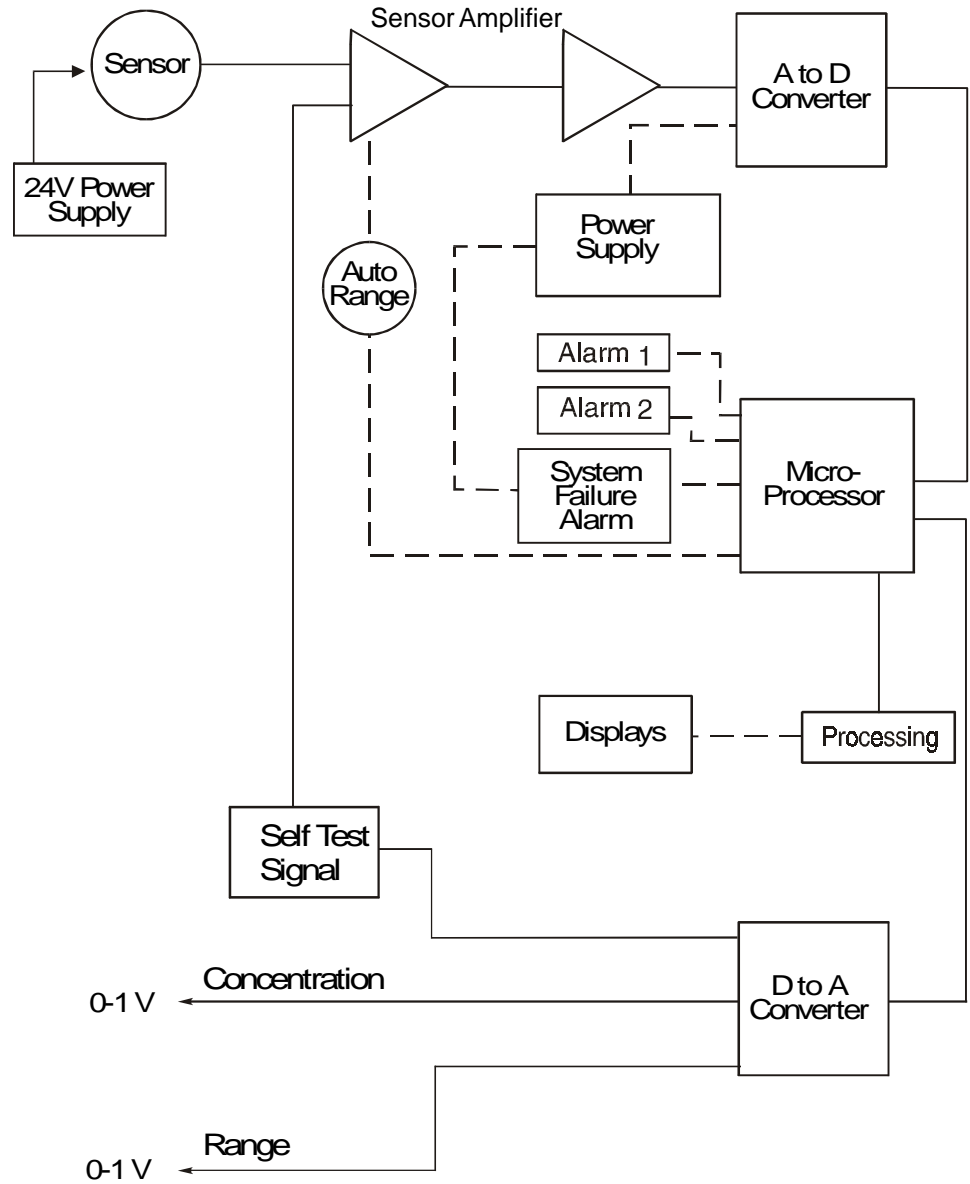 Sensor Amplifier
Sensor
A to D
Converter
24V Power
Supply
Power
Supply
Auto
Range
Alarm 1
Alarm 2
System
Failure
Alarm
Micro-
Processor
Displays
Processing
Self Test
Signal
Concentration
0-1 V
D to A
Converter
Range
0-1 V